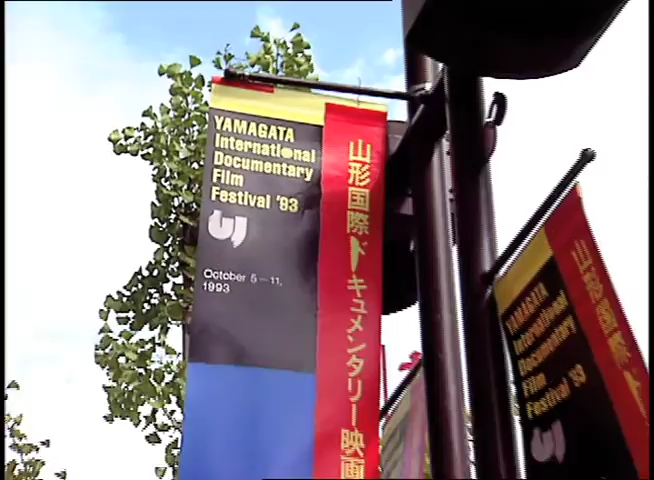 YAMAGATA
International
Documentary
Film
Festival '93
October 5-11,
1993
山形国際ドキュメンタリー映画
YAMAGATA
International
Documentary
Film
Festival '93
山形国際